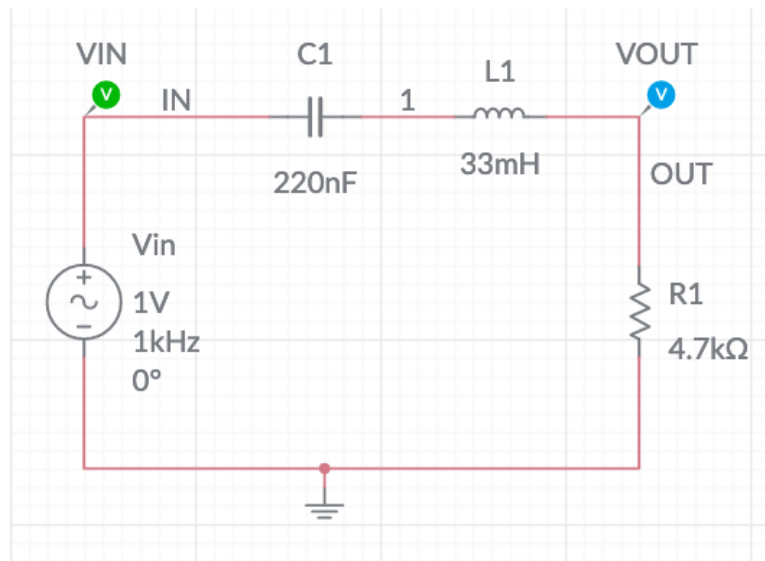 VIN
C1
L1
VOUT
V
V
IN
1
220nF
33mH
OUT
Vin
1V
1kHz
0°
R1
4.7kΩ